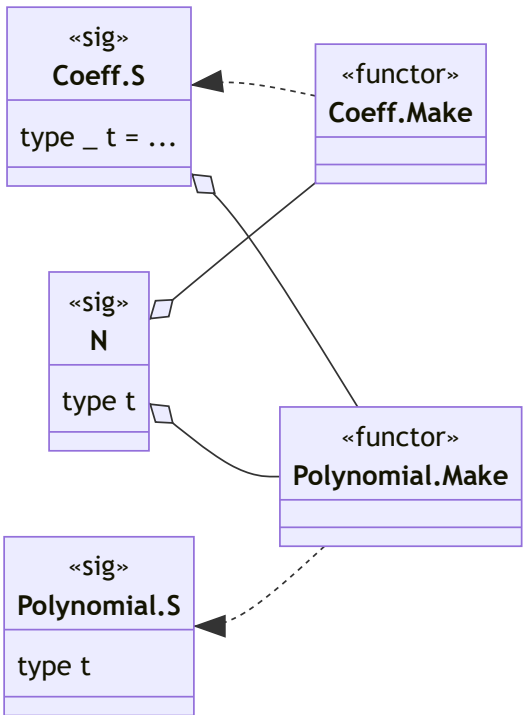 «sig»
Coeff.S
type _ t = ...
«functor»
Coeff.Make
«sig»
N
type t
«functor»
Polynomial.Make
«sig»
Polynomial.S
type t